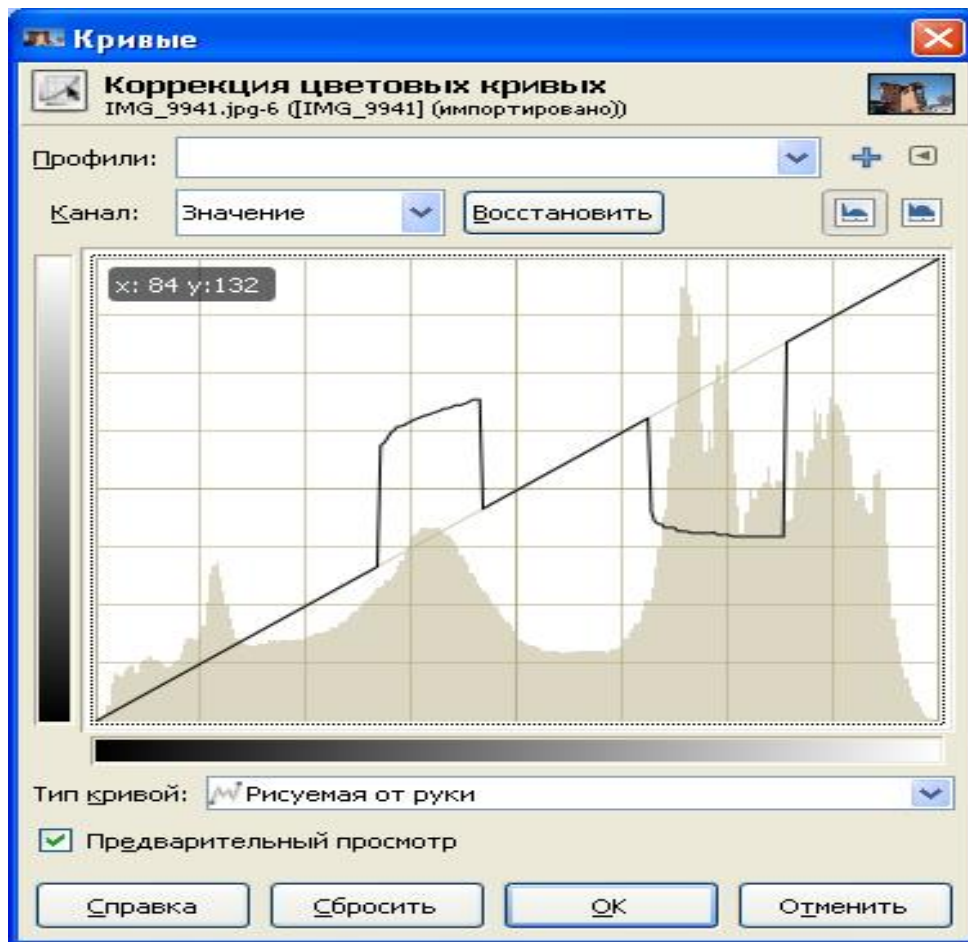 Кривые
Коррекция цветовых кривых
IMG_9941.jpg-6 ([IMG_9941] (импортировано))
Профили:
Канал: Значение Восстановить
x: 84 y:132
Тип кривой: Рисуемая от руки
Предварительный просмотр
Справка Сбросить OK Отменить